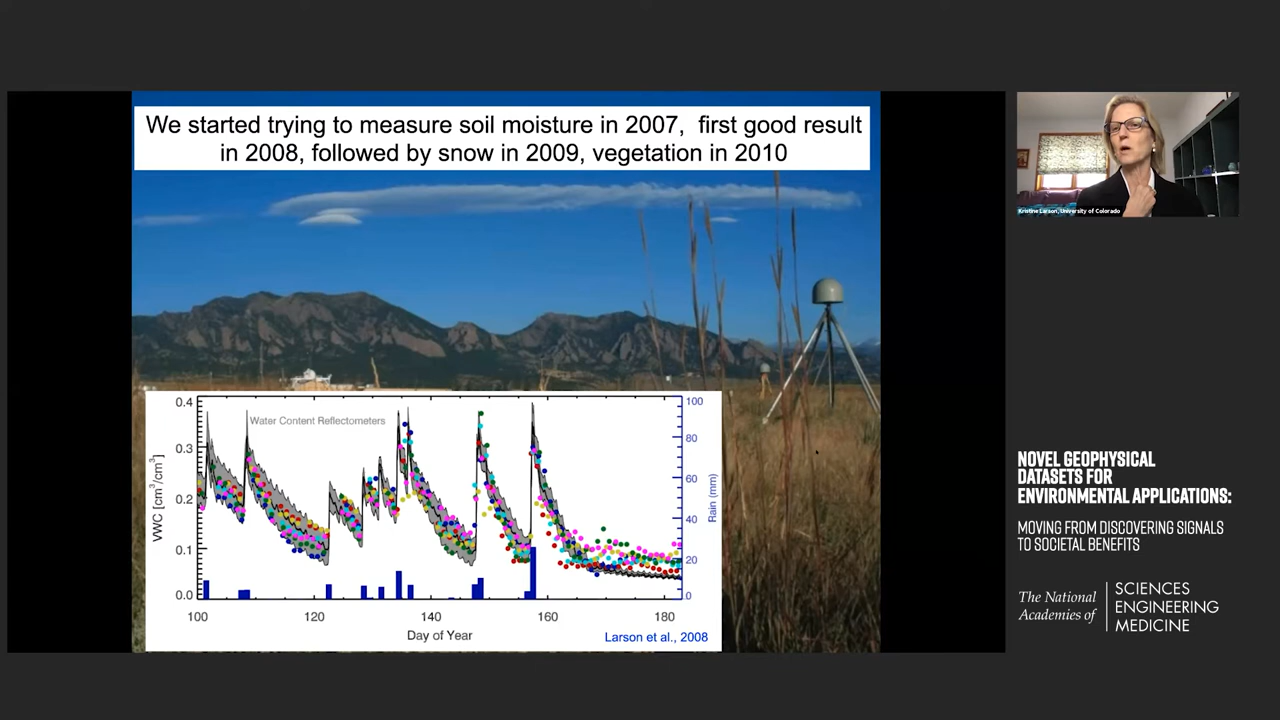 We started trying to measure soil moisture in 2007, first good result
in 2008, followed by snow in 2009, vegetation in 2010
Kristine Larson, University of Colorado
0.4
0.3
0.2
0.1
0.0
VWC [cm³/cm³]
Water Content Reflectometers
100
80
60
40
20
0
Rain (mm)
100 120 140 160 180
Day of Year
Larson et al., 2008
NOVEL GEOPHYSICAL
DATASETS FOR
ENVIRONMENTAL APPLICATIONS:
MOVING FROM DISCOVERING SIGNALS
TO SOCIETAL BENEFITS
The National
Academies of
SCIENCES
ENGINEERING
MEDICINE